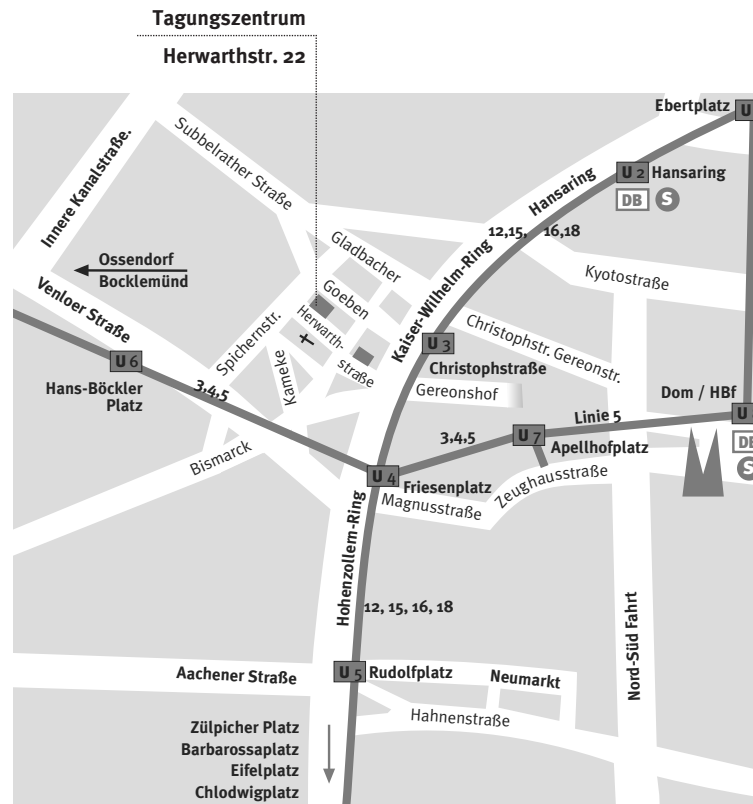 Tagungszentrum
Herwarthstr. 22
Ebertplatz
U
Subbelrather Straße
Innere Kanalstraße.
U 2 Hansaring
DB S
Hansaring
12,15, 16,18
Gladbacher
Ossendorf
Bocklemünd
Kyotostraße
Goeben
Kaiser-Wilhelm-Ring
Venloer Straße
Spichernstr.
Herwarth-
straße
Christophstr. Gereonstr.
U 3
Christophstraße
U 6
Hans-Böckler
Platz
3,4,5
Kameke
Gereonshof
Dom / HBf
Linie 5
U
3,4,5
U 7
Apellhofplatz
DB
S
Bismarck
U 4
Friesenplatz
Zeughausstraße
Magnusstraße
Hohenzollern-Ring
12, 15, 16, 18
Nord-Süd Fahrt
Aachener Straße
U 5 Rudolfplatz
Neumarkt
Hahnenstraße
Zülpicher Platz
Barbarossaplatz
Eifelplatz
Chlodwigplatz